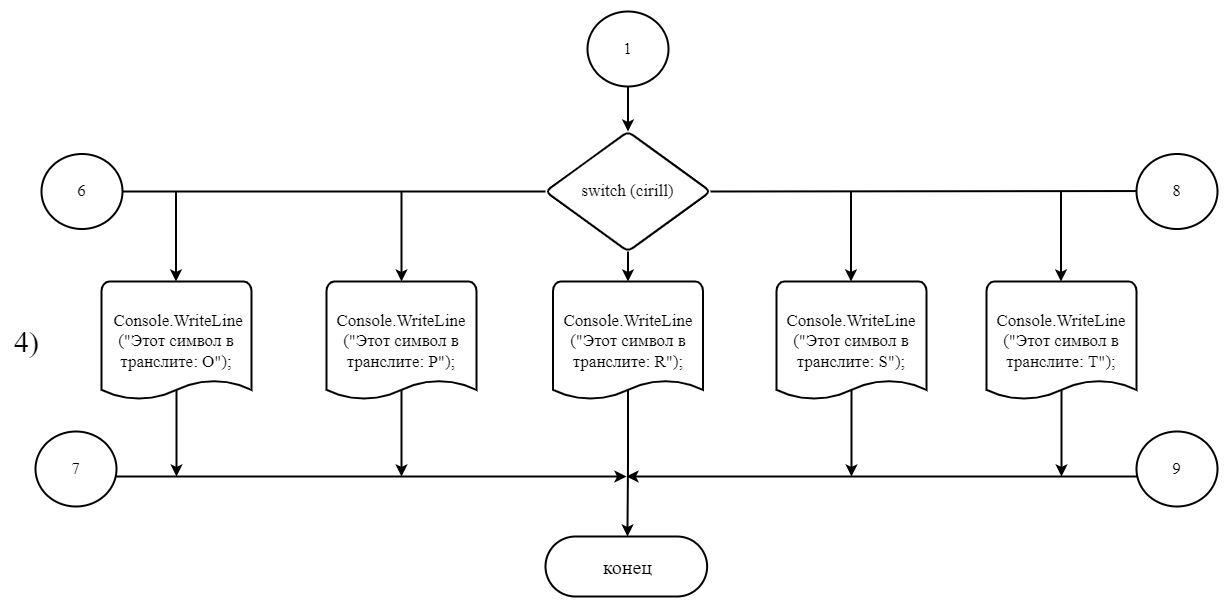 1
6
switch (cirill)
8
4)
Console.WriteLine
("Этот символ в
транслите: O");
Console.WriteLine
("Этот символ в
транслите: P");
Console.WriteLine
("Этот символ в
транслите: R");
Console.WriteLine
("Этот символ в
транслите: S");
Console.WriteLine
("Этот символ в
транслите: T");
7
9
конец